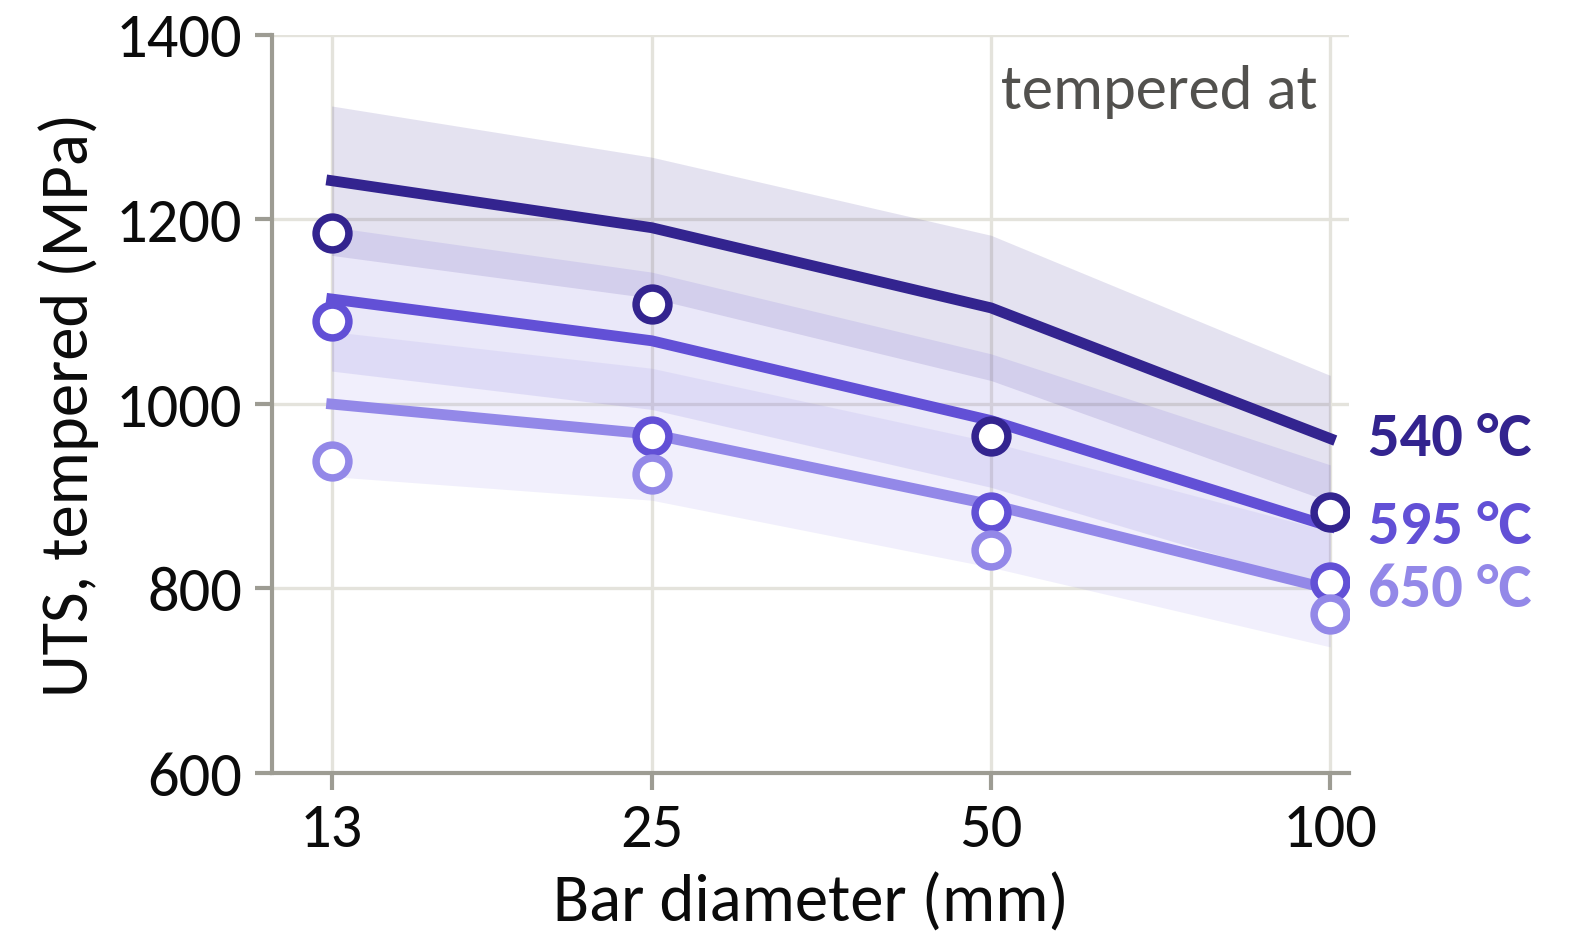 1400
1200
1000
800
600
UTS, tempered (MPa)
tempered at
540 °C
595 °C
650 °C
13 25 50 100
Bar diameter (mm)